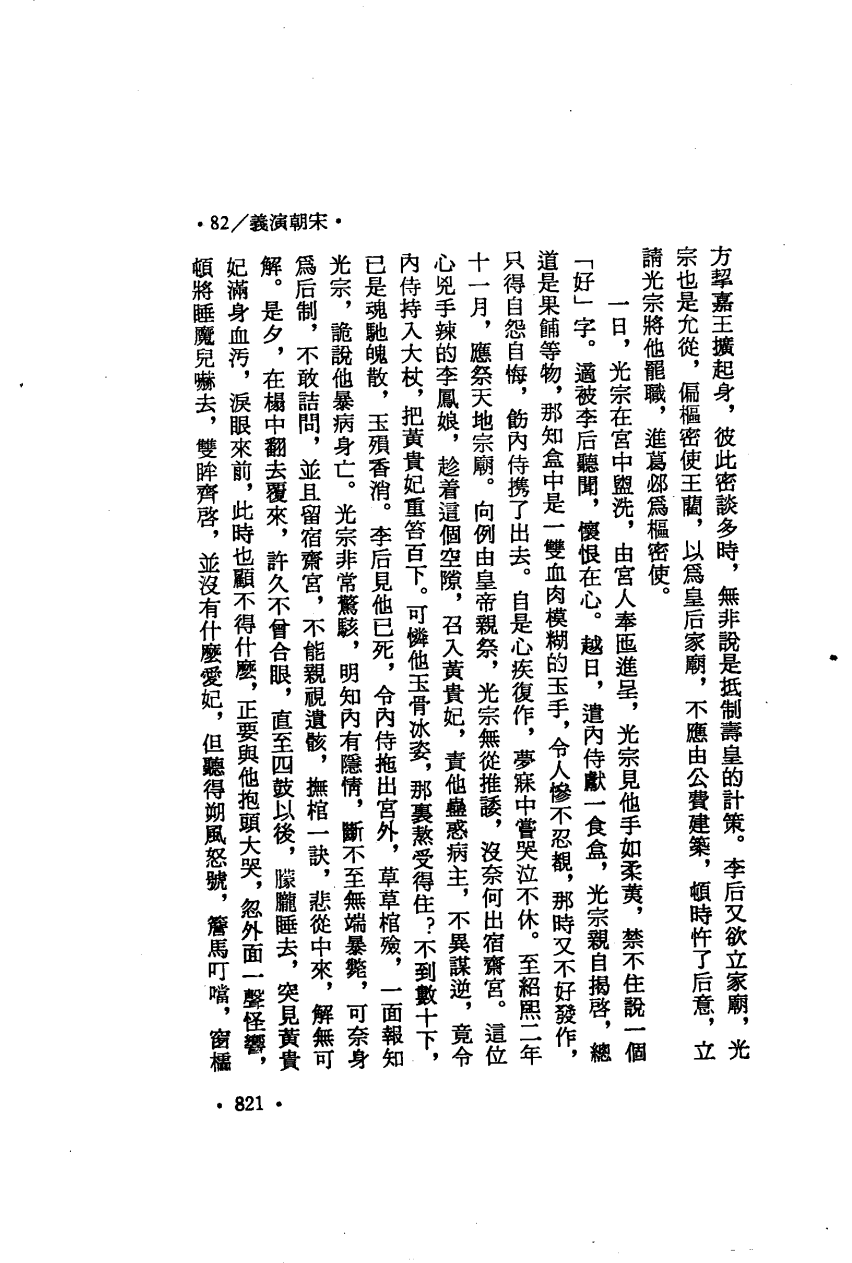 •82／義演朝宋•
方挈嘉王擴起身，彼此密談多時，無非說是抵制壽皇的計策。李后又欲立家廟，光
宗也是尤從，偏樞密使王藺，以爲皇后家廟，不應由公費建築，頓時忤了后意，立
請光宗將他罷職，進葛邲爲樞密使。
一日，光宗在宮中盥洗，由宮人奉匜進呈，光宗見他手如柔荑，禁不住說一個
「好」字。適被李后聽聞，懷恨在心。越日，遣內侍獻一食盒，光宗親自揭啓，總
道是果餔等物，那知盒中是一雙血肉模糊的玉手，令人慘不忍覩，那時又不好發作，
只得自怨自悔，飭內侍攜了出去。自是心疾復作，夢寐中嘗哭泣不休。至紹熙二年
十一月，應祭天地宗廟。向例由皇帝親祭，光宗無從推諉，沒奈何出宿齋宮。這位
心兇手辣的李鳳娘，趁着這個空隙，召入黃貴妃，責他蠱惑病主，不異謀逆，竟令
內侍持入大杖，把黃貴妃重笞百下。可憐他玉骨冰姿，那裏熬受得住？不到數十下，
已是魂馳魄散，玉殞香消。李后見他已死，令內侍拖出宮外，草草棺殮，一面報知
光宗，詭說他暴病身亡。光宗非常驚駭，明知內有隱情，斷不至無端暴斃，可奈身
爲后制，不敢詰問，並且留宿齋宮，不能親視遺骸，撫棺一訣，悲從中來，解無可
解。是夕，在榻中翻去覆來，許久不曾合眼，直至四鼓以後，朦朧睡去，突見黃貴
妃滿身血汚，淚眼來前，此時也顧不得什麼，正要與他抱頭大哭，忽外面一聲怪響，
頓將睡魔兒嚇去，雙眸齊啓，並沒有什麼愛妃，但聽得朔風怒號，簷馬叮噹，窗櫺
•821•